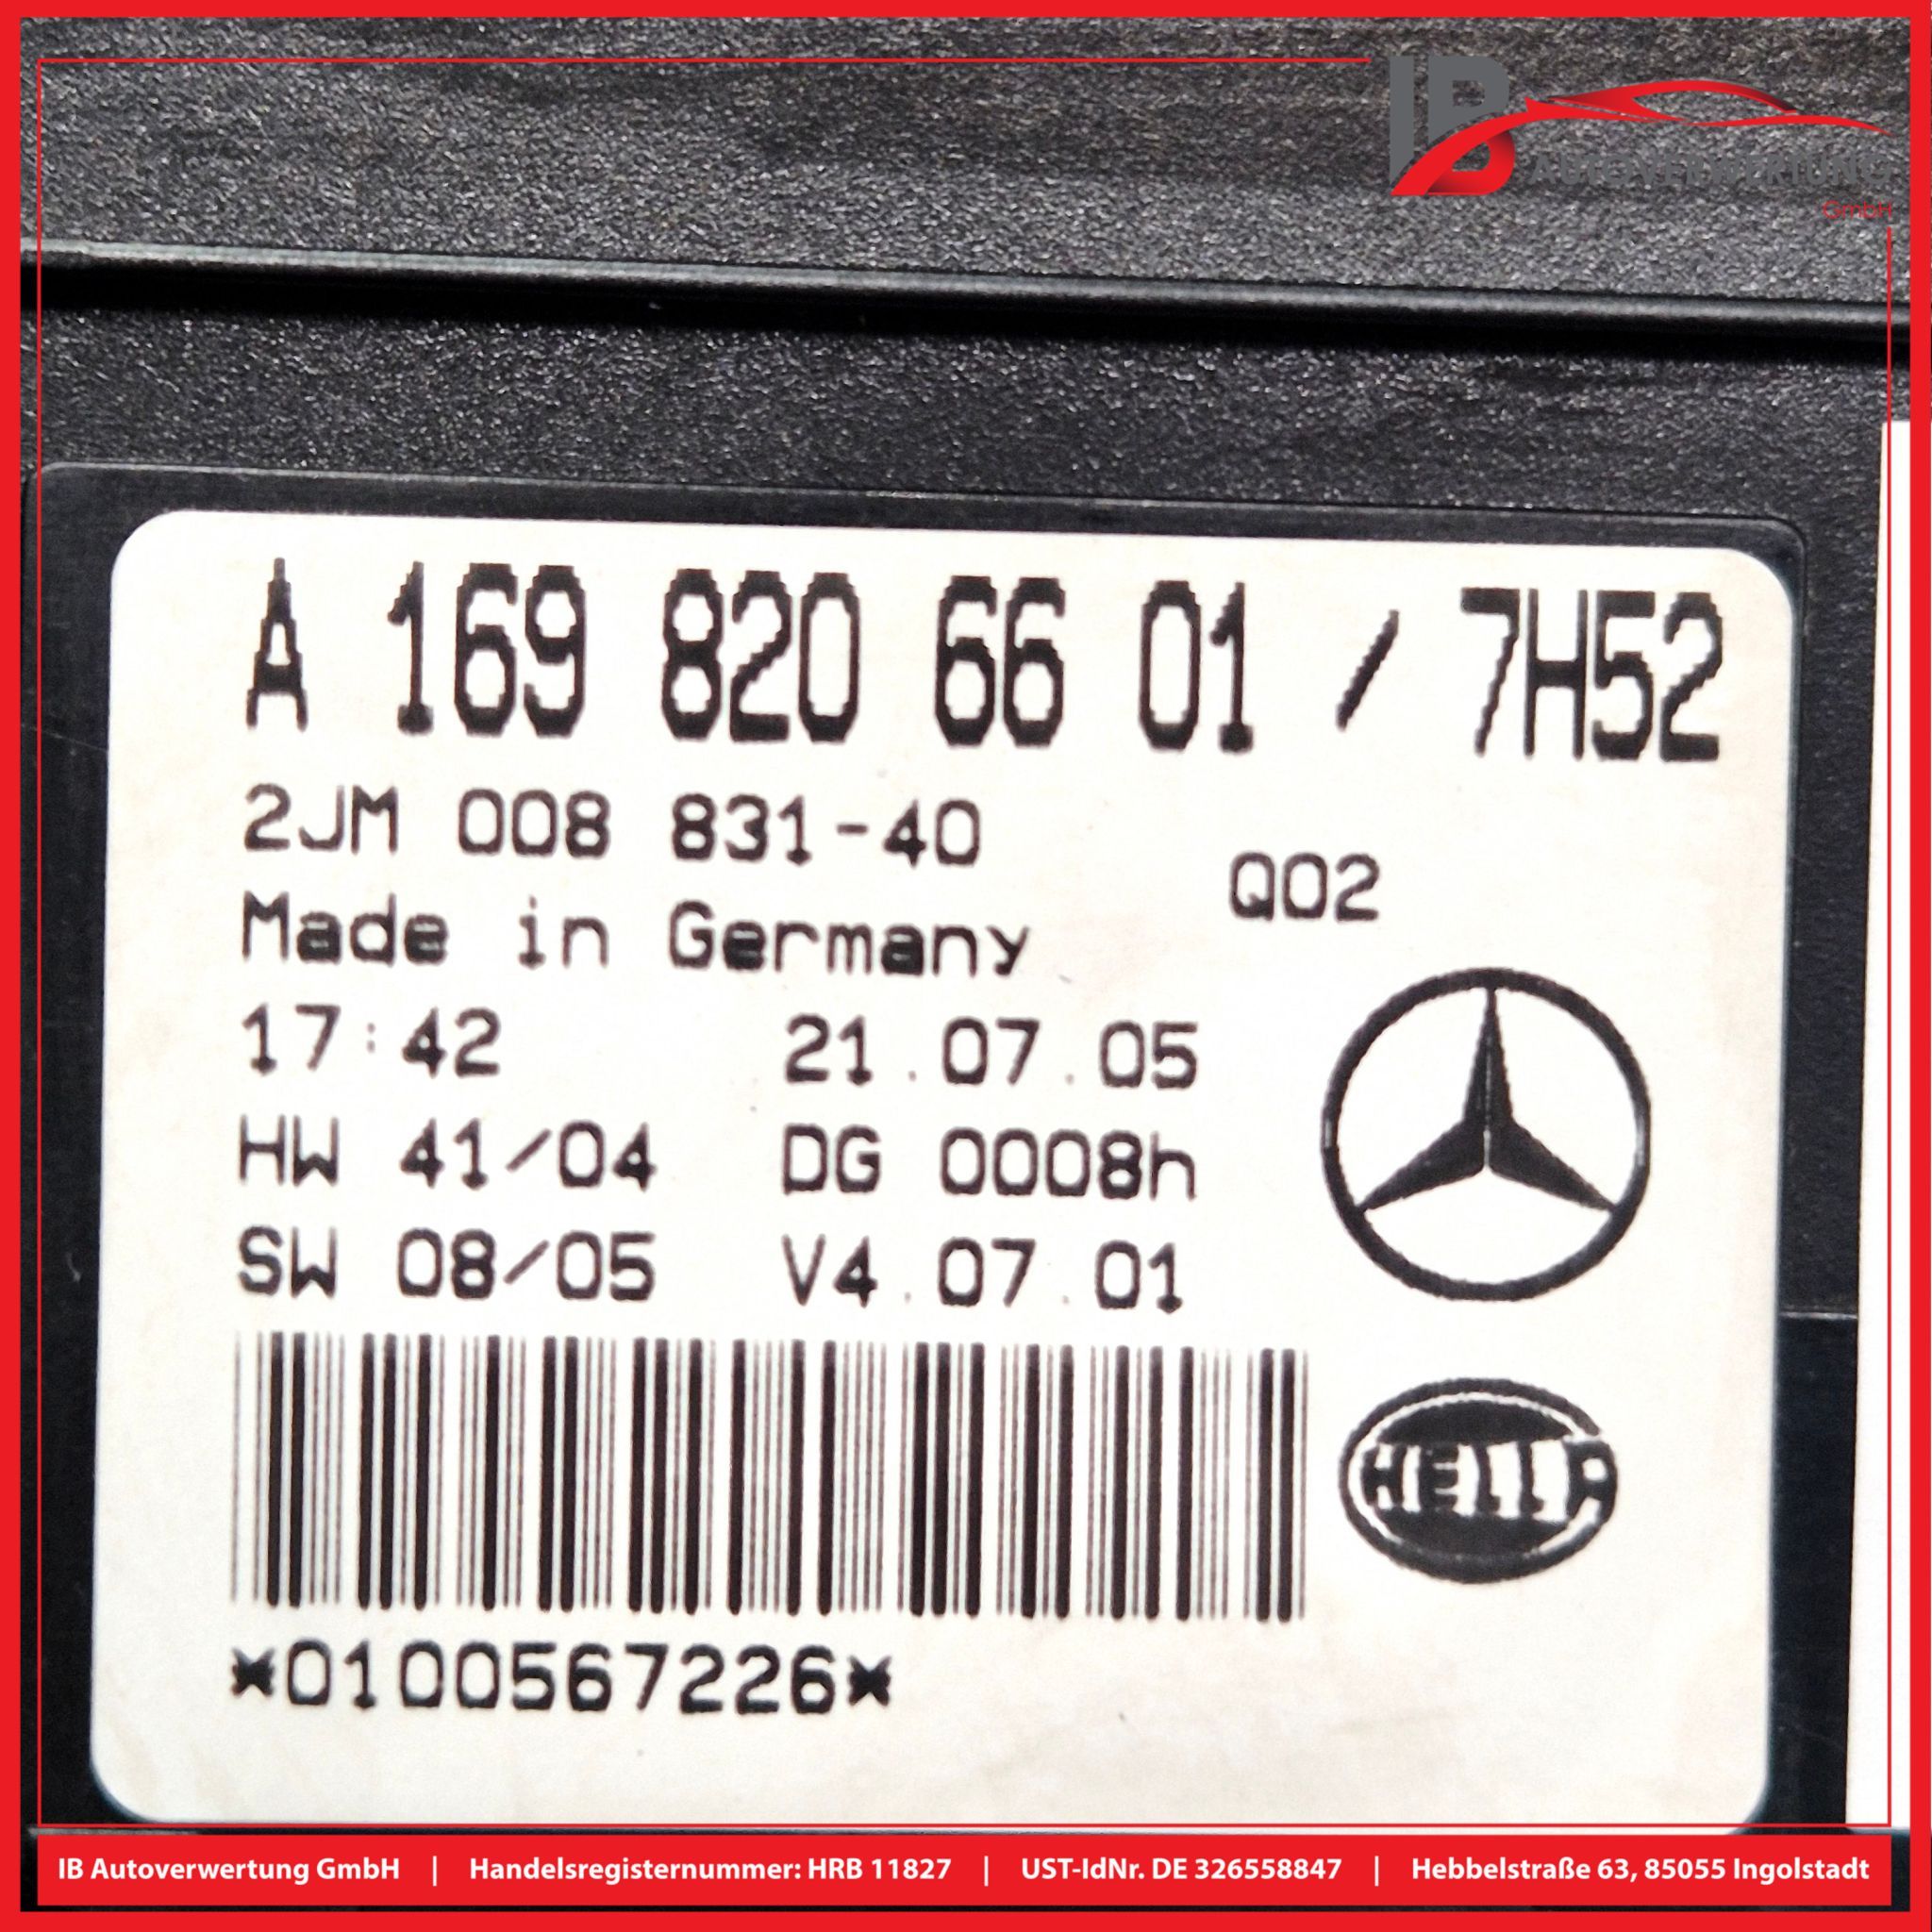 IB
AUTOVERWERTUNG
GmbH
A 169 820 66 01 / 7H52
2JM 008 831-40
Q02
Made in Germany
17:42 21.07.05
HW 41/04 DG 0008h
SW 08/05 V4.07.01
HELLA
*0100567226*
IB Autoverwertung GmbH | Handelsregisternummer: HRB 11827 | UST-IdNr. DE 326558847 | Hebbelstraße 63, 85055 Ingolstadt